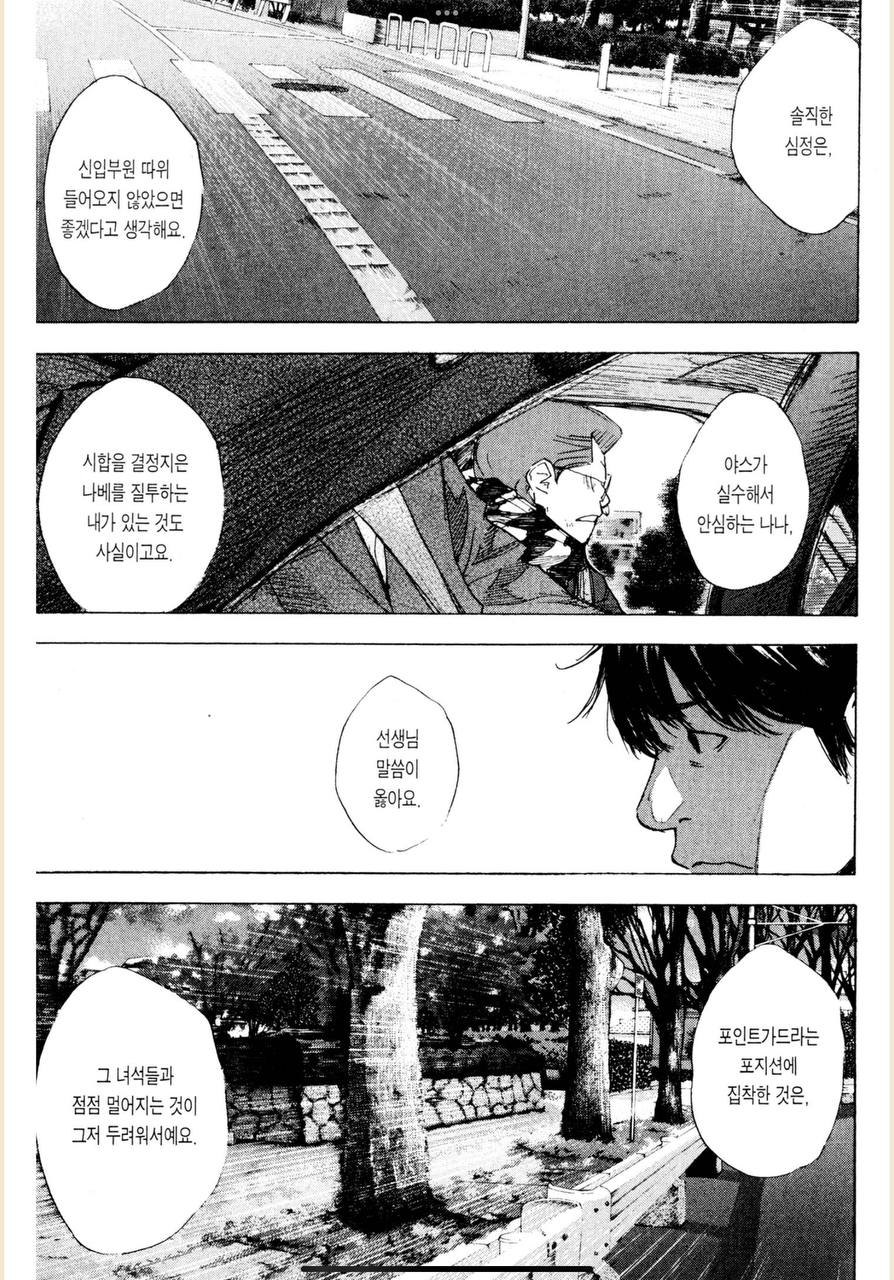 솔직한
심정은,
신입부원 따위
들어오지 않았으면
좋겠다고 생각해요.
야스가
실수해서
안심하는 나나,
시합을 결정지은
나베를 질투하는
내가 있는 것도
사실이고요.
선생님
말씀이
옳아요.
포인트가드라는
포지션에
집착한 것은,
그 녀석들과
점점 멀어지는 것이
그저 두려워서예요.